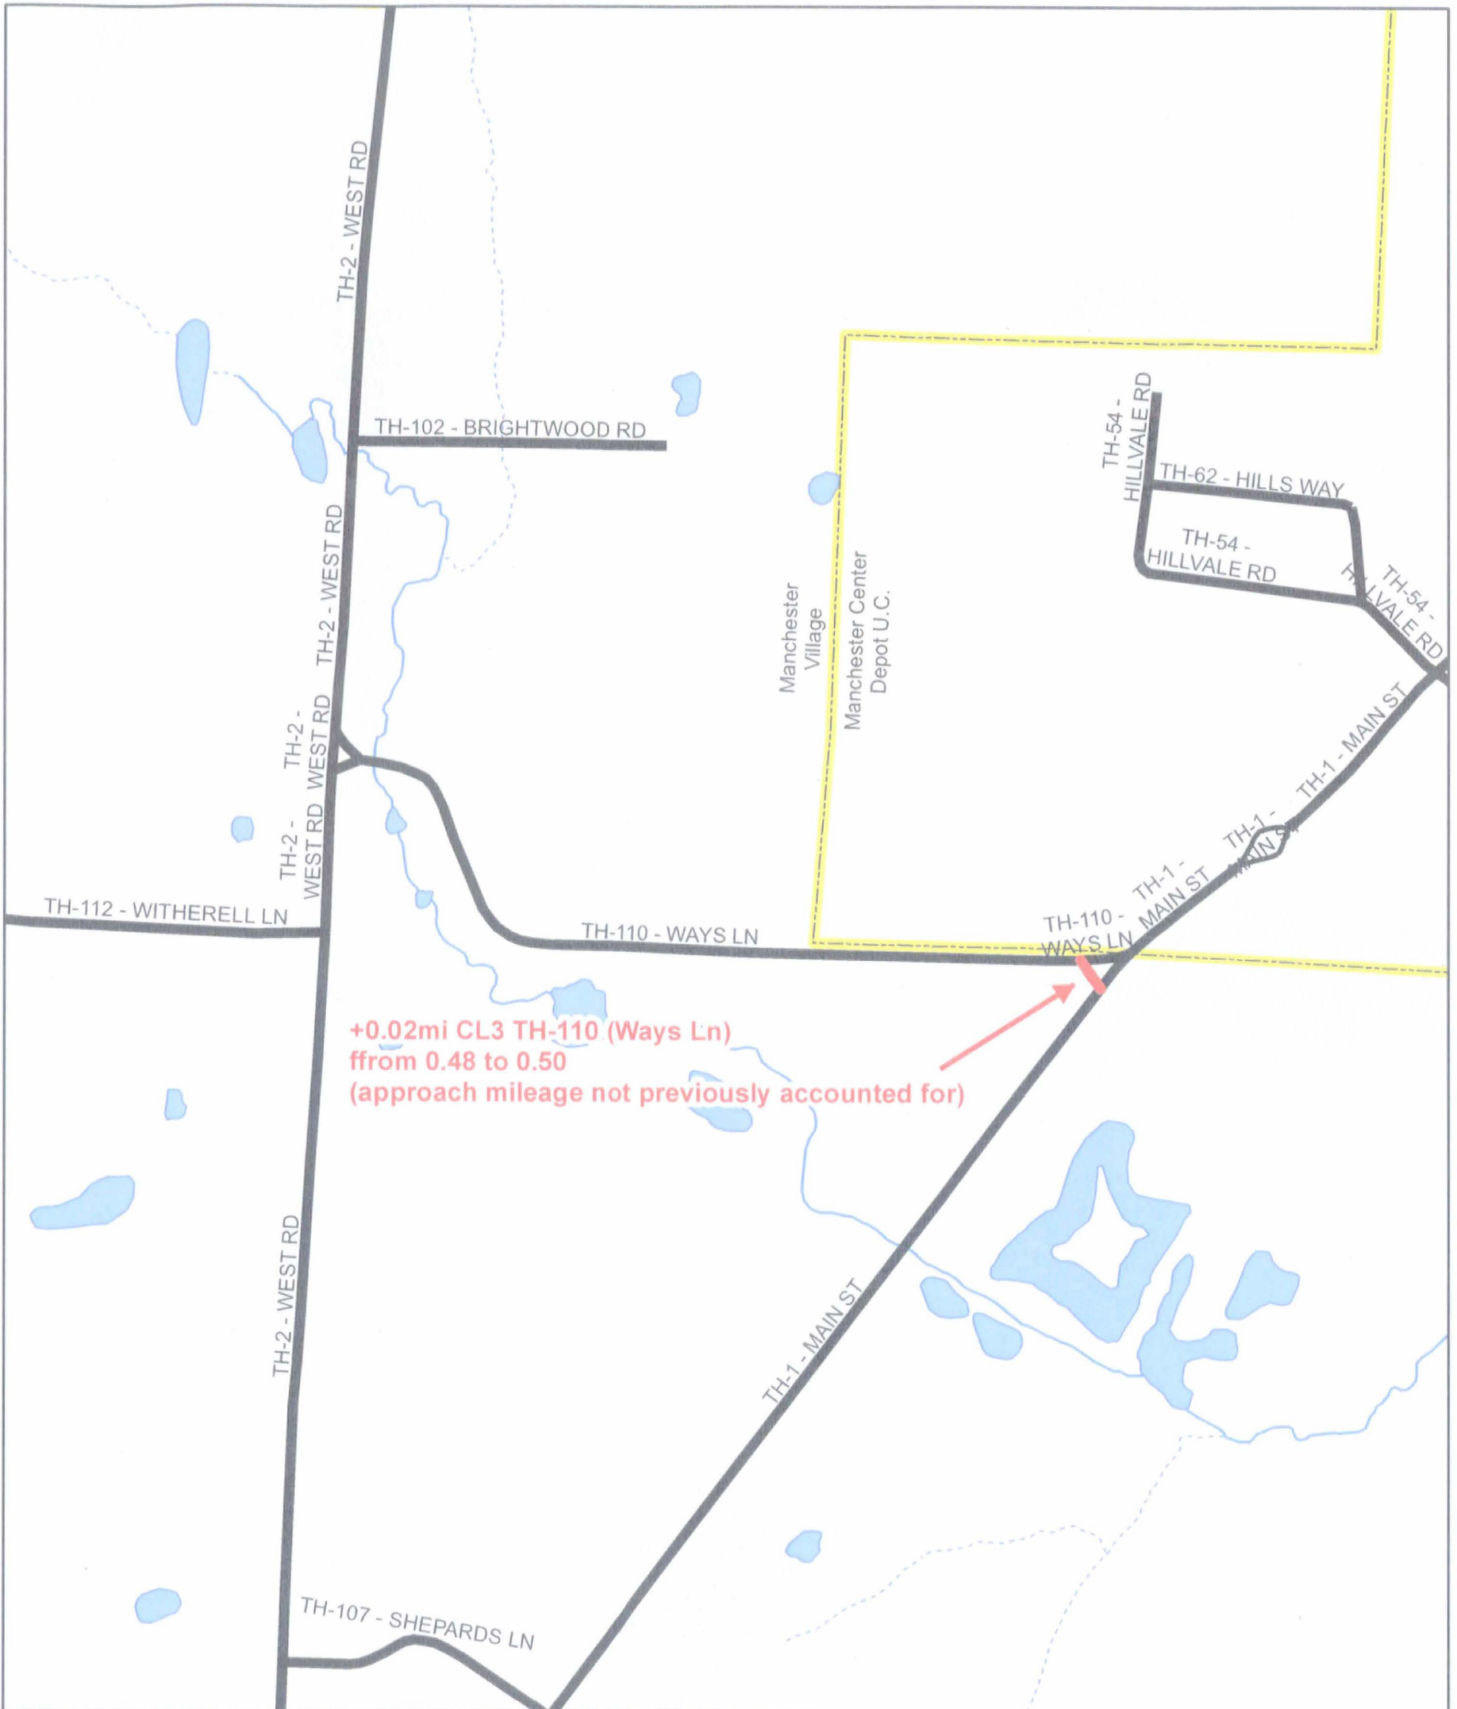 TH-2 - WEST RD
TH-102 - BRIGHTWOOD RD
TH-54 -
HILLVALE RD
TH-62 - HILLS WAY
TH-54 -
HILLVALE RD
TH-54 -
HILLVALE RD
TH-2 - WEST RD
Manchester
Village
Manchester Center
Depot U.C.
TH-2 -
WEST RD
TH-1 - MAIN ST
TH-2 -
WEST RD
TH-1 -
MAIN ST
TH-1 -
MAIN ST
TH-112 - WITHERELL LN
TH-110 - WAYS LN
TH-110 -
WAYS LN
+0.02mi CL3 TH-110 (Ways Ln)
ffrom 0.48 to 0.50
(approach mileage not previously accounted for)
TH-2 - WEST RD
TH-1 - MAIN ST
TH-107 - SHEPARDS LN